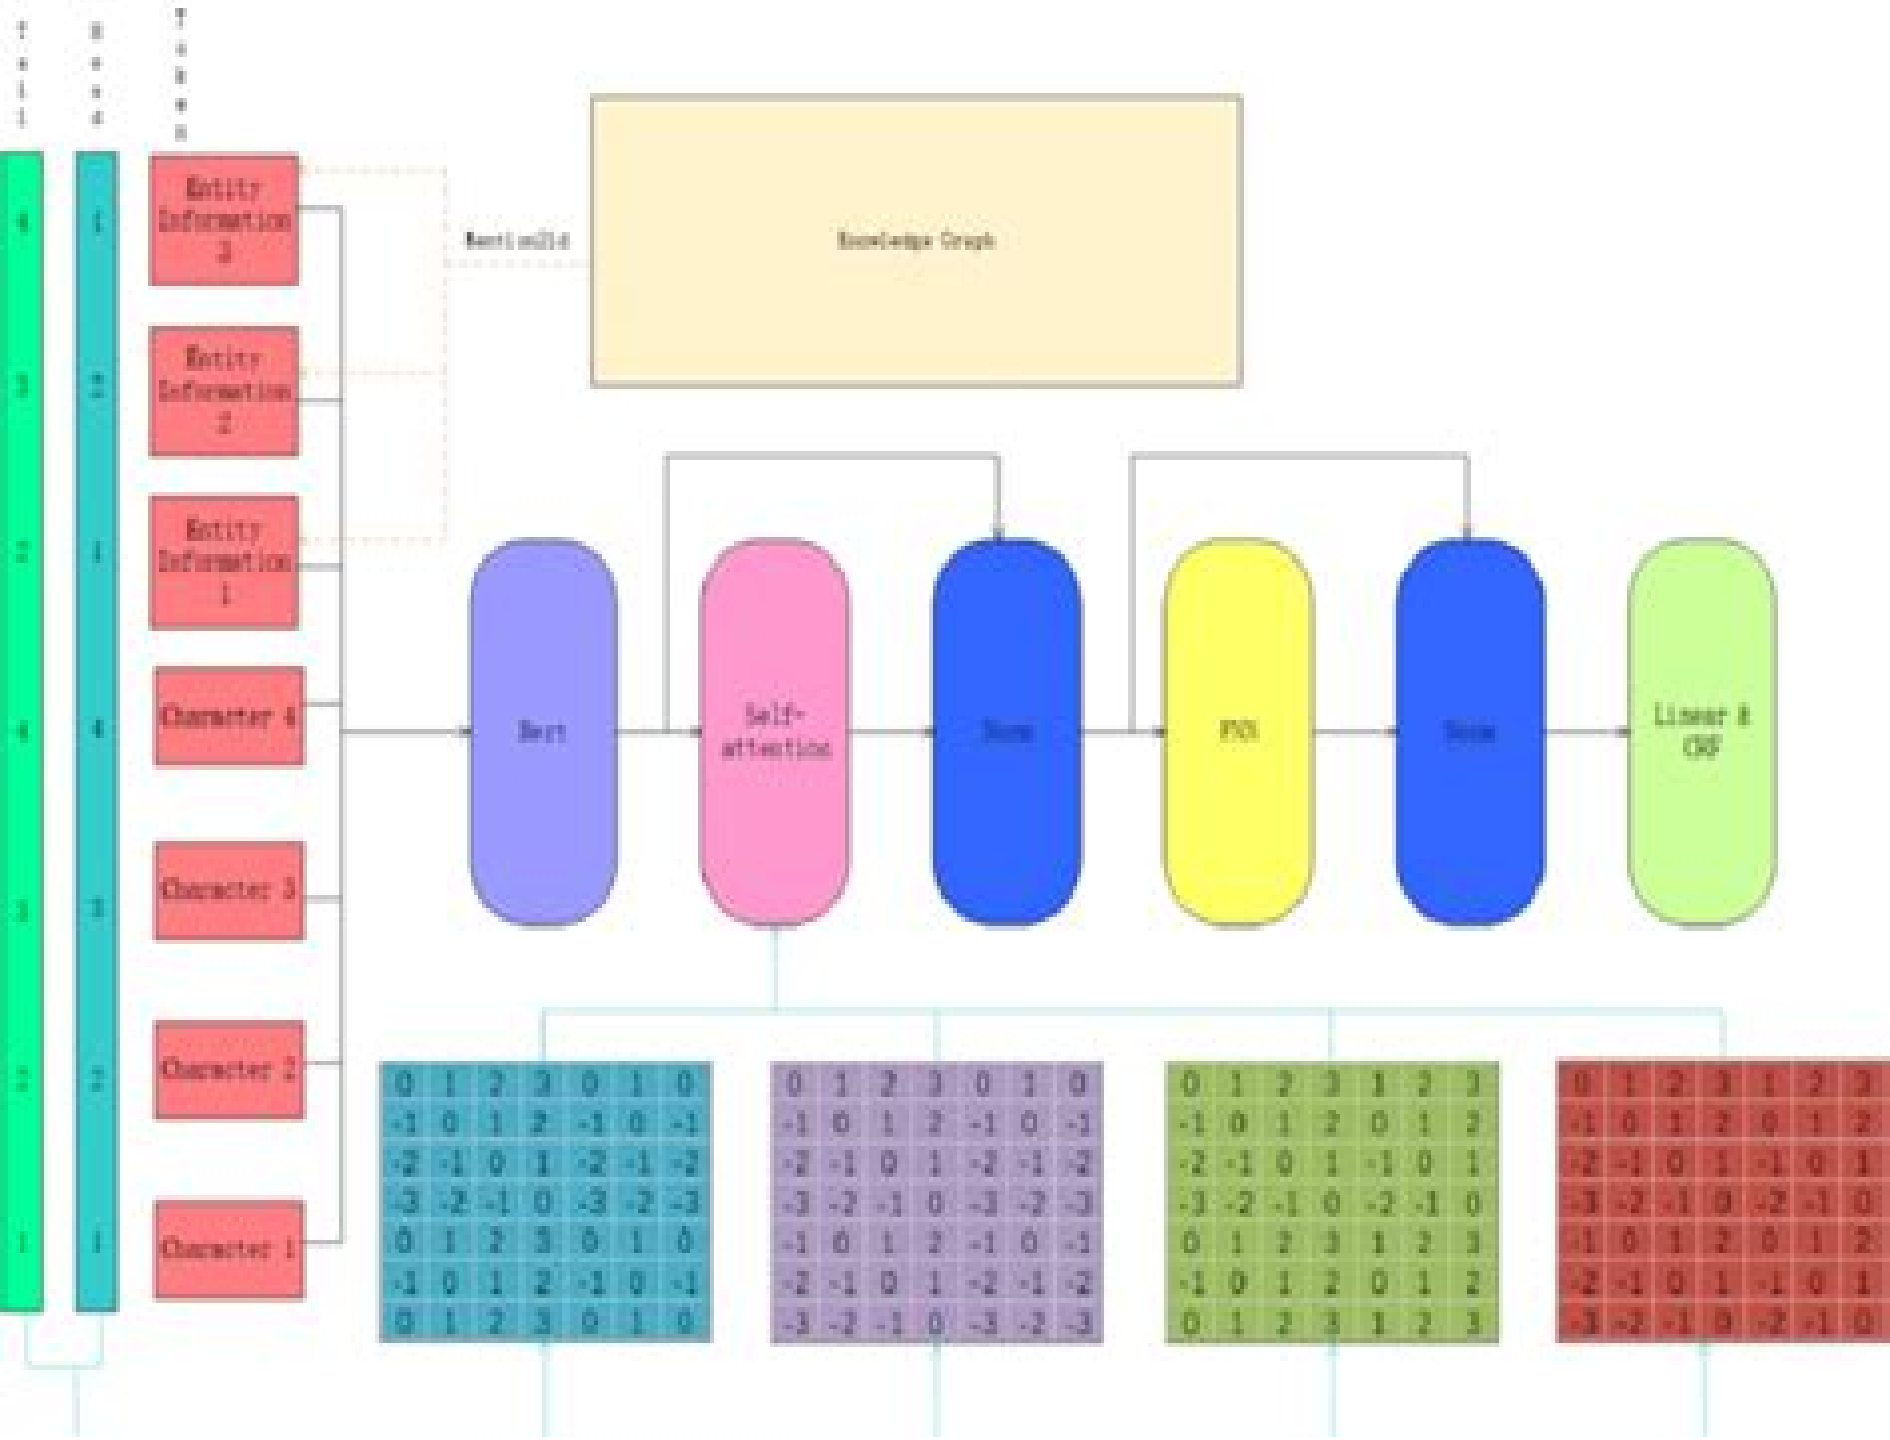 Tail
Head
Token
4
1
Entity
Information
3
Mention2Id
Knowledge Graph
3
2
Entity
Information
2
2
1
Entity
Information
1
4
4
Character 4
Bert
Self-
attention
Norm
FNN
Norm
Linear &
CRF
3
3
Character 3
2
2
Character 2
1
1
Character 1
0 1 2 3 0 1 0
-1 0 1 2 -1 0 -1
-2 -1 0 1 -2 -1 -2
-3 -2 -1 0 -3 -2 -3
0 1 2 3 0 1 0
-1 0 1 2 -1 0 -1
0 1 2 3 0 1 0
0 1 2 3 0 1 0
-1 0 1 2 -1 0 -1
-2 -1 0 1 -2 -1 -2
-3 -2 -1 0 -3 -2 -3
-1 0 1 2 -1 0 -1
-2 -1 0 1 -2 -1 -2
-3 -2 -1 0 -3 -2 -3
0 1 2 3 1 2 3
-1 0 1 2 0 1 2
-2 -1 0 1 -1 0 1
-3 -2 -1 0 -2 -1 0
0 1 2 3 1 2 3
-1 0 1 2 0 1 2
0 1 2 3 1 2 3
0 1 2 3 1 2 3
-1 0 1 2 0 1 2
-2 -1 0 1 -1 0 1
-3 -2 -1 0 -2 -1 0
-1 0 1 2 0 1 2
-2 -1 0 1 -1 0 1
-3 -2 -1 0 -2 -1 0